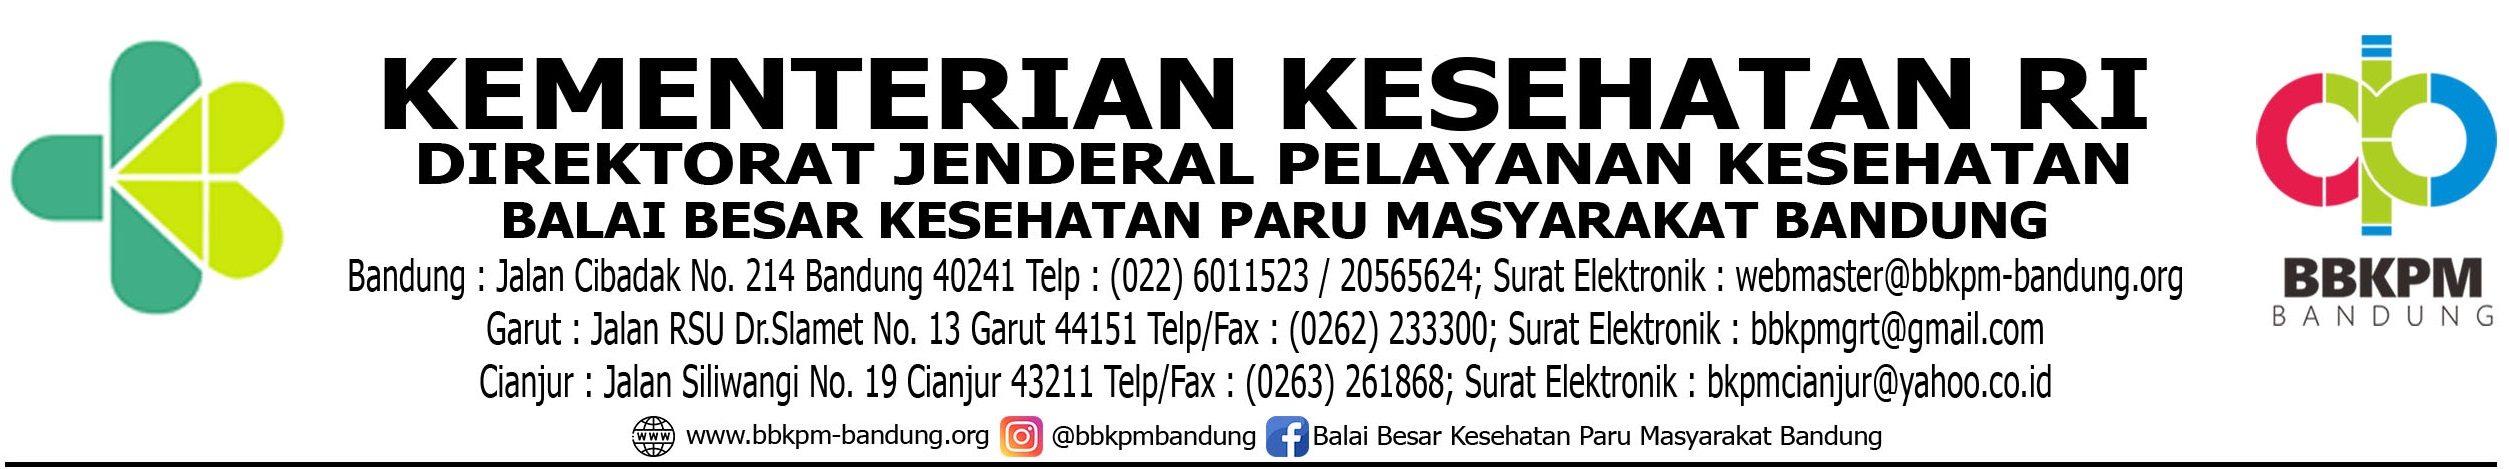 KEMENTERIAN KESEHATAN RI
DIREKTORAT JENDERAL PELAYANAN KESEHATAN
BALAI BESAR KESEHATAN PARU MASYARAKAT BANDUNG
Bandung : Jalan Cibadak No. 214 Bandung 40241 Telp : (022) 6011523 / 20565624; Surat Elektronik : webmaster@bbkpm-bandung.org
Garut : Jalan RSU Dr.Slamet No. 13 Garut 44151 Telp/Fax : (0262) 233300; Surat Elektronik : bbkpmgrt@gmail.com
Cianjur : Jalan Siliwangi No. 19 Cianjur 43211 Telp/Fax : (0263) 261868; Surat Elektronik : bkpmcianjur@yahoo.co.id
WWW www.bbkpm-bandung.org @bbkpmbandung Balai Besar Kesehatan Paru Masyarakat Bandung
BBKPM
BANDUNG